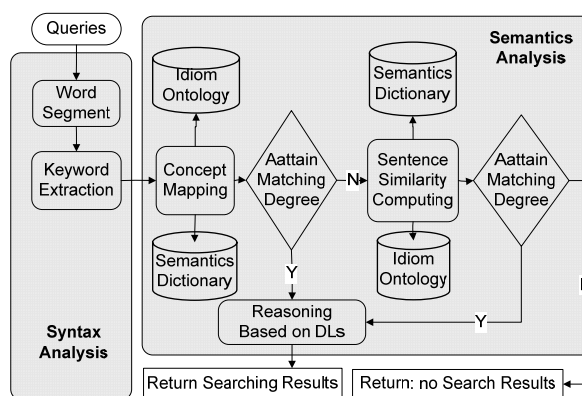 Queries
Word
Segment
Keyword
Extraction
Syntax
Analysis
Semantics
Analysis
Idiom
Ontology
Concept
Mapping
Semantics
Dictionary
Aattain
Matching
Degree
N
Y
Semantics
Dictionary
Sentence
Similarity
Computing
Idiom
Ontology
Aattain
Matching
Degree
Y
Reasoning
Based on DLs
Return Searching Results
Return: no Search Results